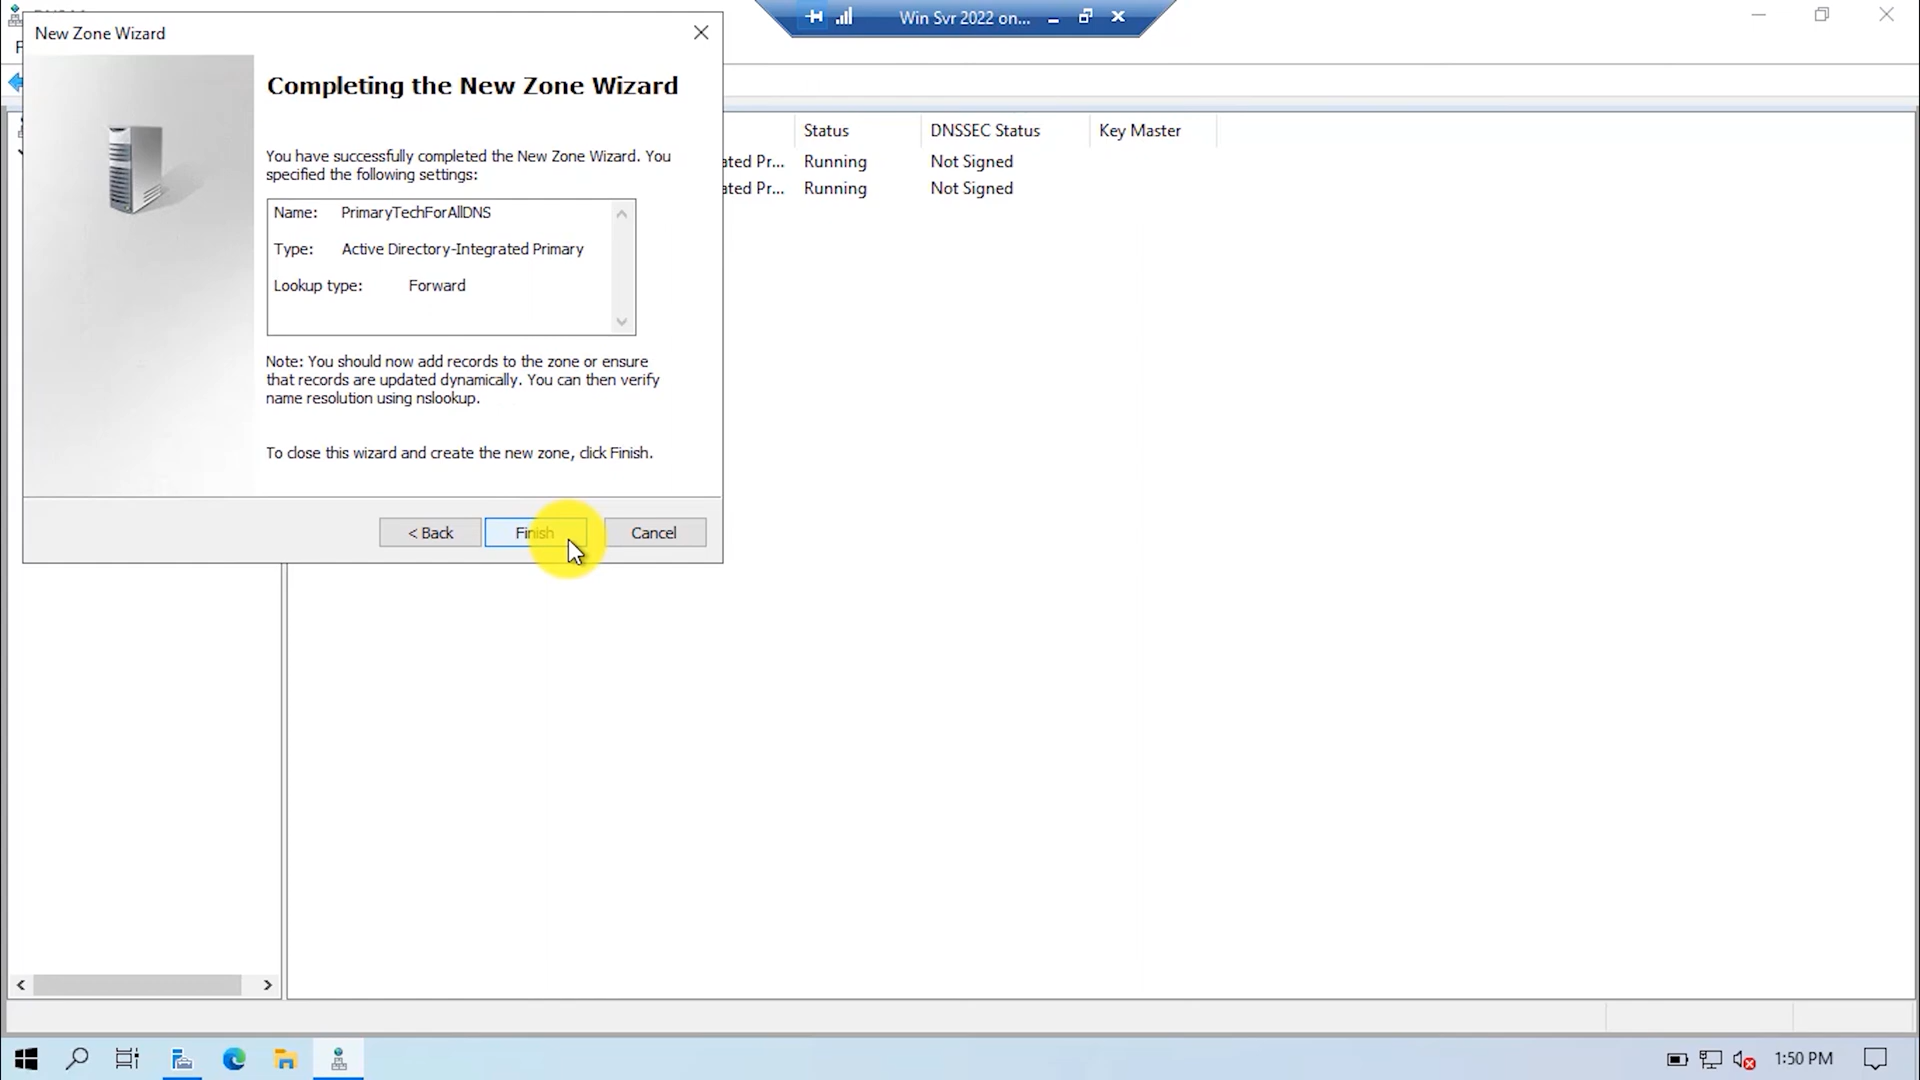 New Zone Wizard
Win Svr 2022 on...
Completing the New Zone Wizard
You have successfully completed the New Zone Wizard. You
specified the following settings:
Name: PrimaryTechForAllDNS
Type: Active Directory-Integrated Primary
Lookup type: Forward
Note: You should now add records to the zone or ensure
that records are updated dynamically. You can then verify
name resolution using nslookup.
To close this wizard and create the new zone, click Finish.
< Back
Finish
Cancel
Status
DNSSEC Status
Key Master
ated Pr...
Running
Not Signed
ated Pr...
Running
Not Signed
1:50 PM